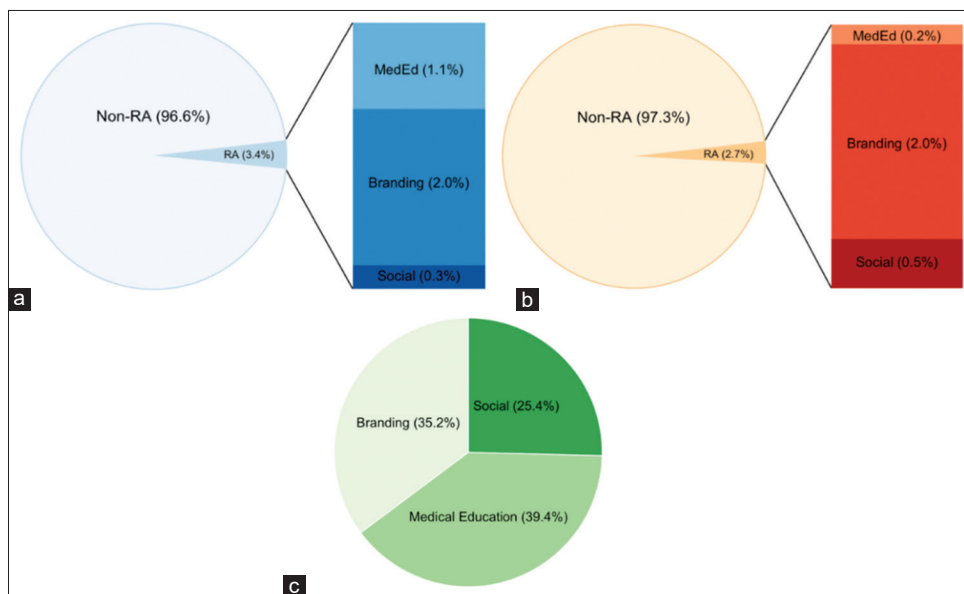 Non-RA (96.6%)
RA (3.4%)
MedEd (1.1%)
Branding (2.0%)
Social (0.3%)
a
Non-RA (97.3%)
RA (2.7%)
MedEd (0.2%)
Branding (2.0%)
Social (0.5%)
b
Social (25.4%)
Branding (35.2%)
Medical Education (39.4%)
c